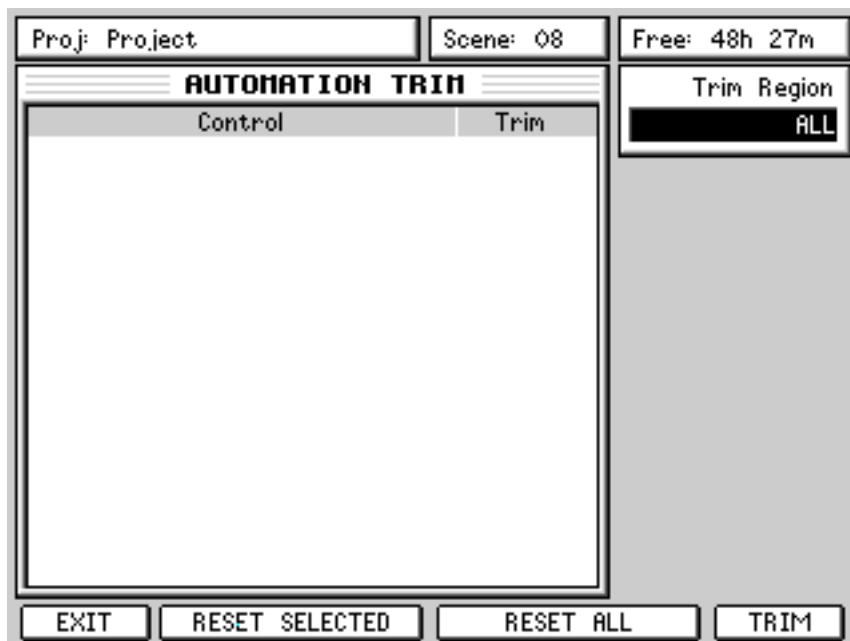 Proj: Project
Scene: 08
Free: 48h 27m
AUTOMATION TRIM
Control Trim
Trim Region
ALL
EXIT
RESET SELECTED
RESET ALL
TRIM